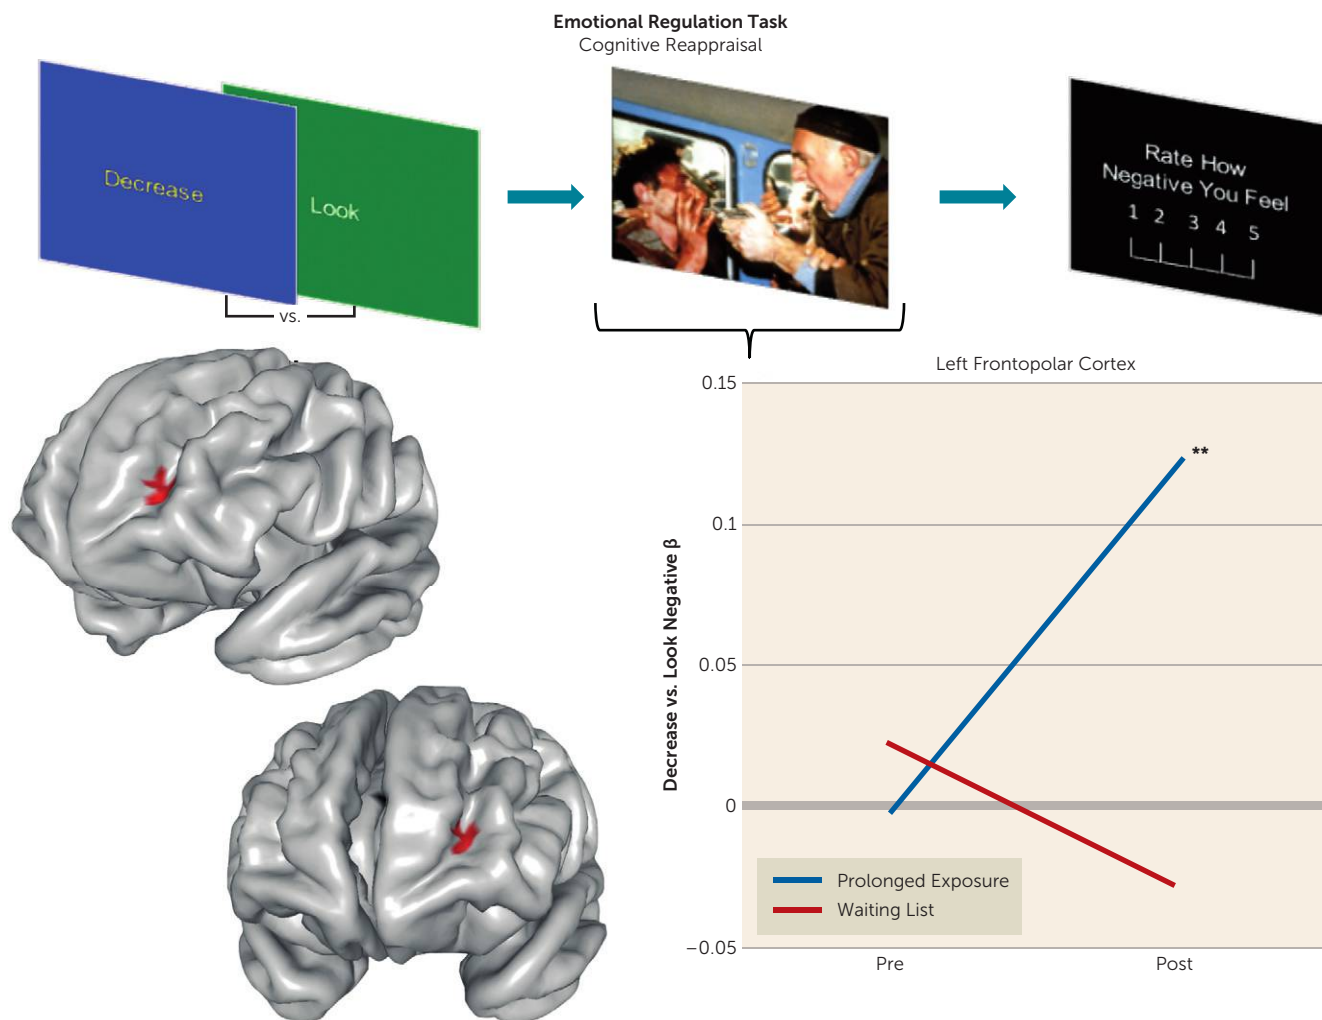 Emotional Regulation Task
Cognitive Reappraisal
Decrease
Look
vs.
Rate How
Negative You Feel
1 2 3 4 5
Left Frontopolar Cortex
Decrease vs. Look Negative β
0.15
0.1
0.05
0
−0.05
**
Prolonged Exposure
Waiting List
Pre
Post